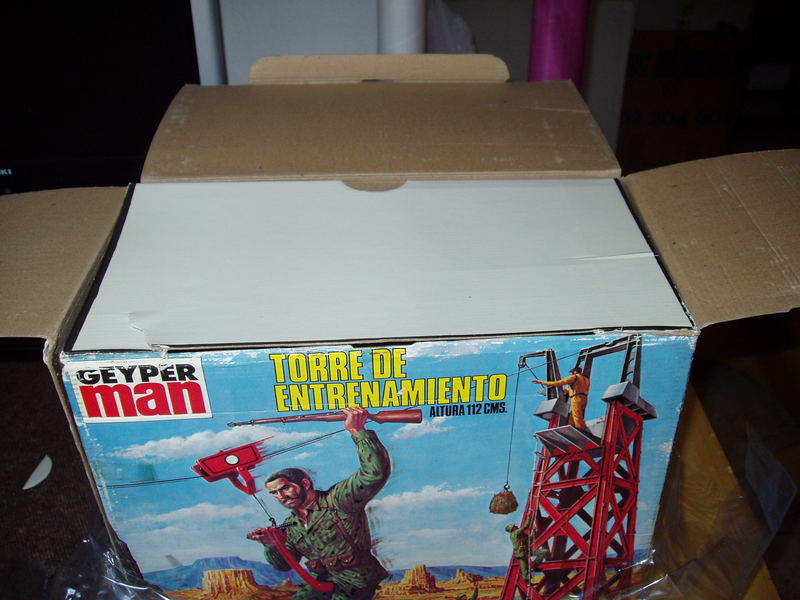 GEYPER
man
TORRE DE
ENTRENAMIENTO
ALTURA 112 CMS.